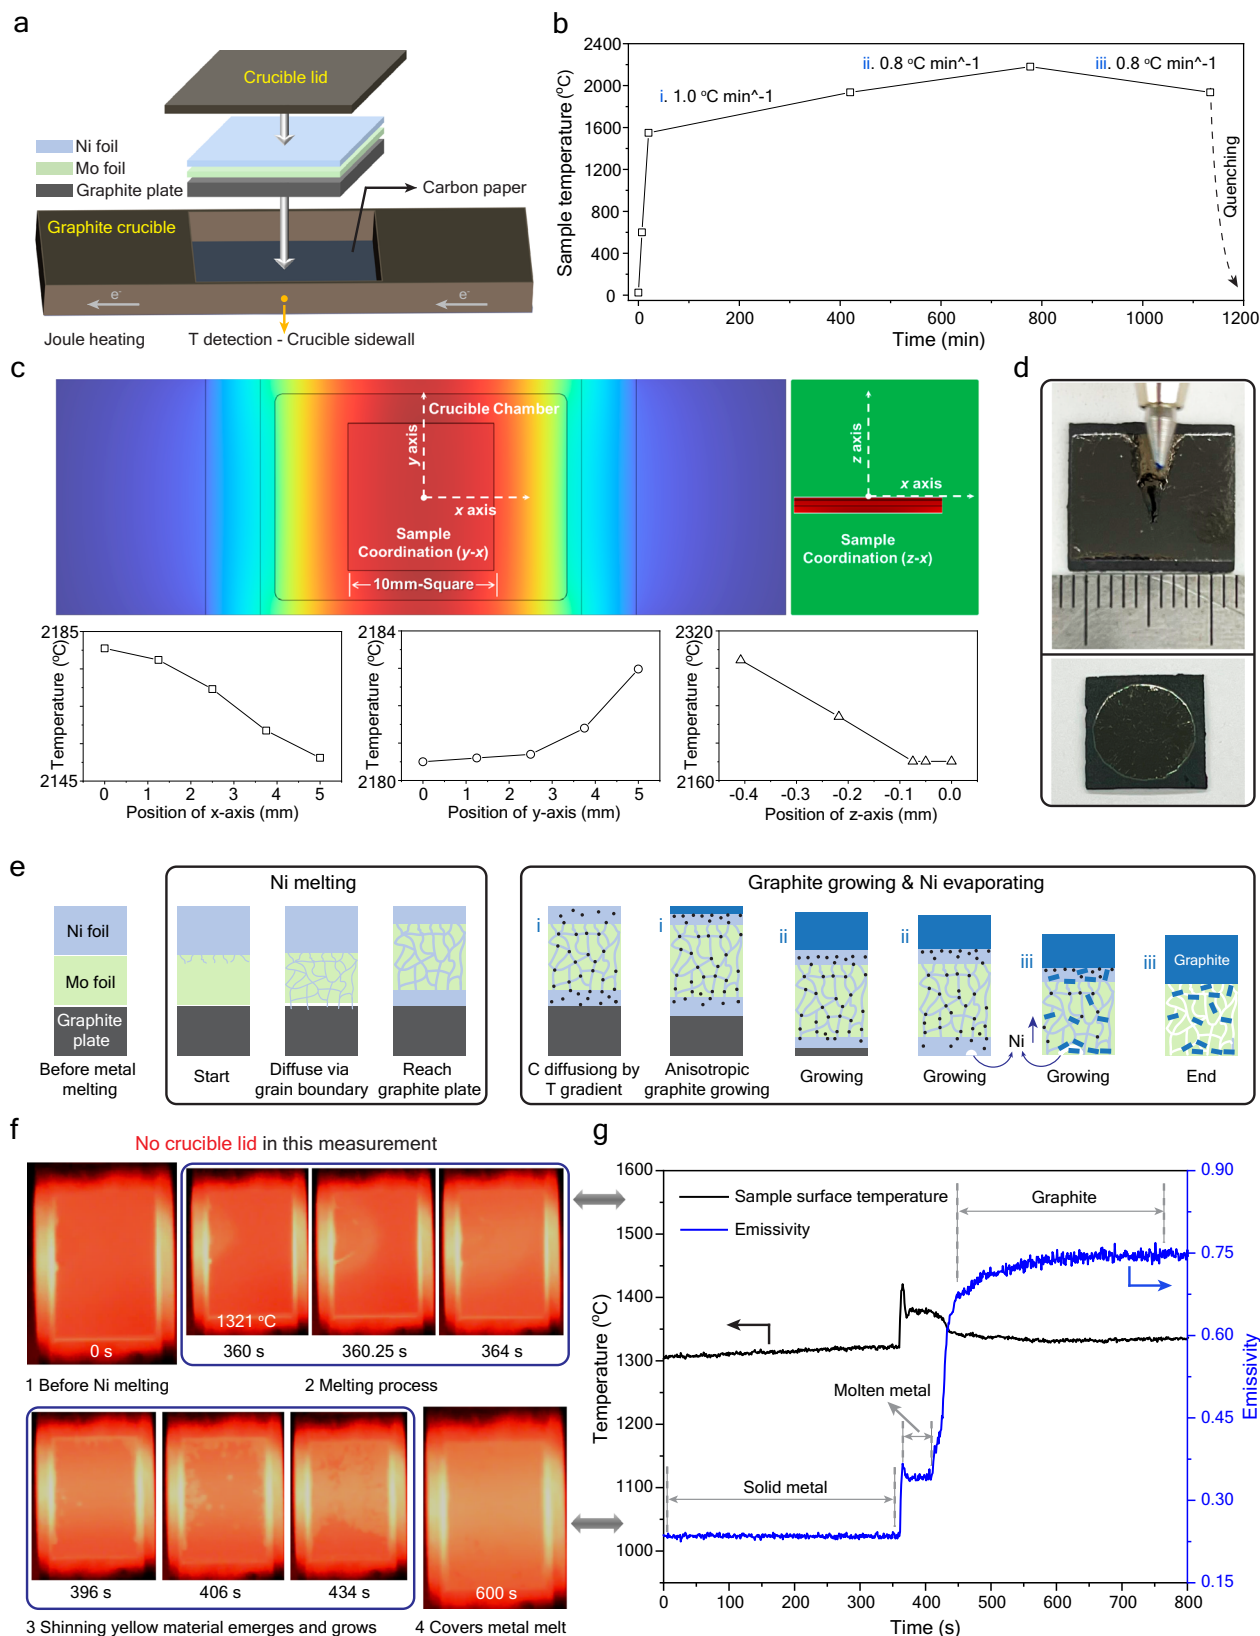 a
Crucible lid
Ni foil
Mo foil
Graphite plate
Carbon paper
Graphite crucible
e-
e-
Joule heating
T detection - Crucible sidewall
b
Sample temperature (°C)
2400
2000
1600
1200
800
400
0
i. 1.0 °C min^-1
ii. 0.8 °C min^-1
iii. 0.8 °C min^-1
Quenching
0
200
400
600
800
1000
1200
Time (min)
c
Crucible Chamber
y axis
x axis
Sample
Coordination (y-x)
10mm-Square
z axis
x axis
Sample
Coordination (z-x)
Temperature (°C)
2185
2145
0 1 2 3 4 5
Position of x-axis (mm)
Temperature (°C)
2184
2180
0 1 2 3 4 5
Position of y-axis (mm)
Temperature (°C)
2320
2160
-0.4 -0.3 -0.2 -0.1 0.0
Position of z-axis (mm)
d
e
Ni foil
Mo foil
Graphite
plate
Before metal
melting
Ni melting
Start
Diffuse via
grain boundary
Reach
graphite plate
Graphite growing & Ni evaporating
i
C diffusiong by
T gradient
i
Anisotropic
graphite growing
ii
Growing
ii
Growing
Ni
iii
Growing
iii
Graphite
End
f
No crucible lid in this measurement
0 s
1 Before Ni melting
1321 °C
360 s
360.25 s
364 s
2 Melting process
396 s
406 s
434 s
3 Shinning yellow material emerges and grows
600 s
4 Covers metal melt
g
Temperature (°C)
1600
1500
1400
1300
1200
1100
1000
Sample surface temperature
Emissivity
Graphite
Molten metal
Solid metal
0.90
0.75
0.60
0.45
0.30
0.15
Emissivity
0 100 200 300 400 500 600 700 800
Time (s)